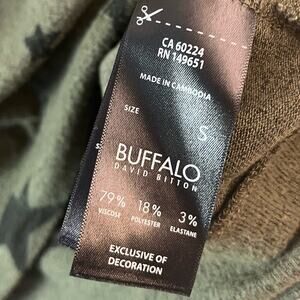 CA 60224
RN 149651
MADE IN CAMBODIA
SIZE
S
BUFFALO
DAVID BITTON
79% 18% 3%
VISCOSE POLYESTER ELASTANE
EXCLUSIVE OF
DECORATION